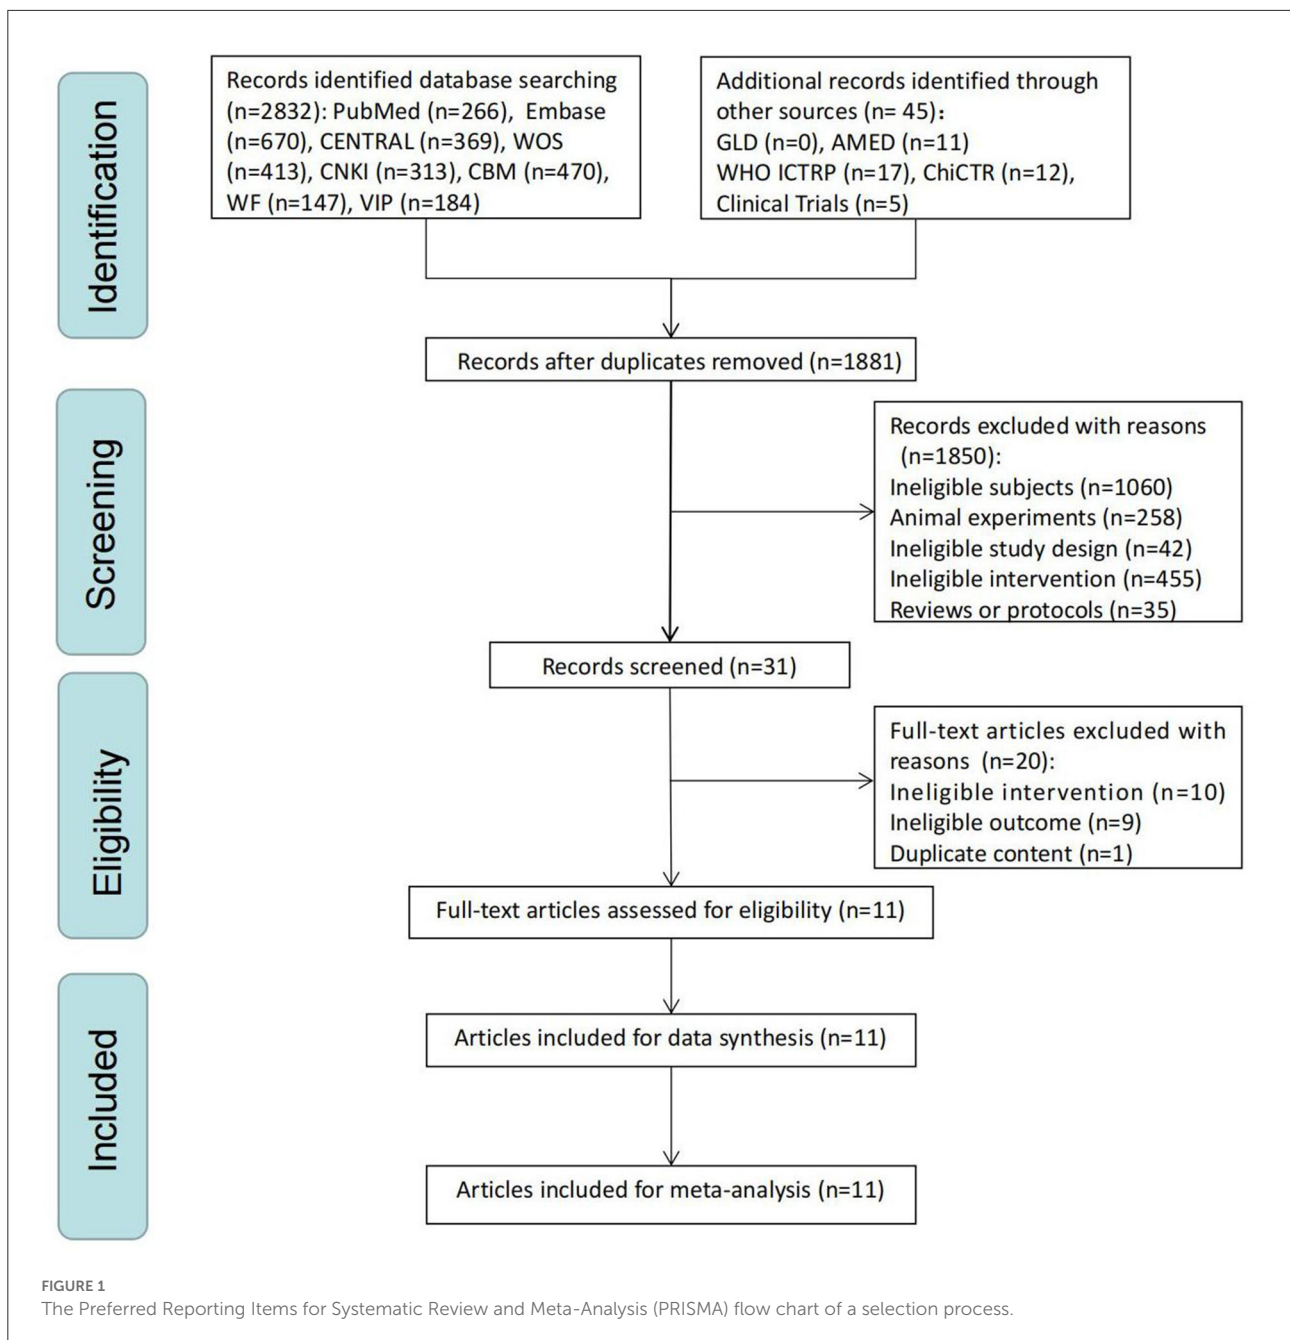 Identification
Records identified database searching
(n=2832): PubMed (n=266), Embase
(n=670), CENTRAL (n=369), WOS
(n=413), CNKI (n=313), CBM (n=470),
WF (n=147), VIP (n=184)
Additional records identified through
other sources (n= 45):
GLD (n=0), AMED (n=11)
WHO ICTRP (n=17), ChiCTR (n=12),
Clinical Trials (n=5)
Records after duplicates removed (n=1881)
Screening
Records excluded with reasons
(n=1850):
Ineligible subjects (n=1060)
Animal experiments (n=258)
Ineligible study design (n=42)
Ineligible intervention (n=455)
Reviews or protocols (n=35)
Records screened (n=31)
Eligibility
Full-text articles excluded with
reasons (n=20):
Ineligible intervention (n=10)
Ineligible outcome (n=9)
Duplicate content (n=1)
Full-text articles assessed for eligibility (n=11)
Included
Articles included for data synthesis (n=11)
Articles included for meta-analysis (n=11)
FIGURE 1
The Preferred Reporting Items for Systematic Review and Meta-Analysis (PRISMA) flow chart of a selection process.